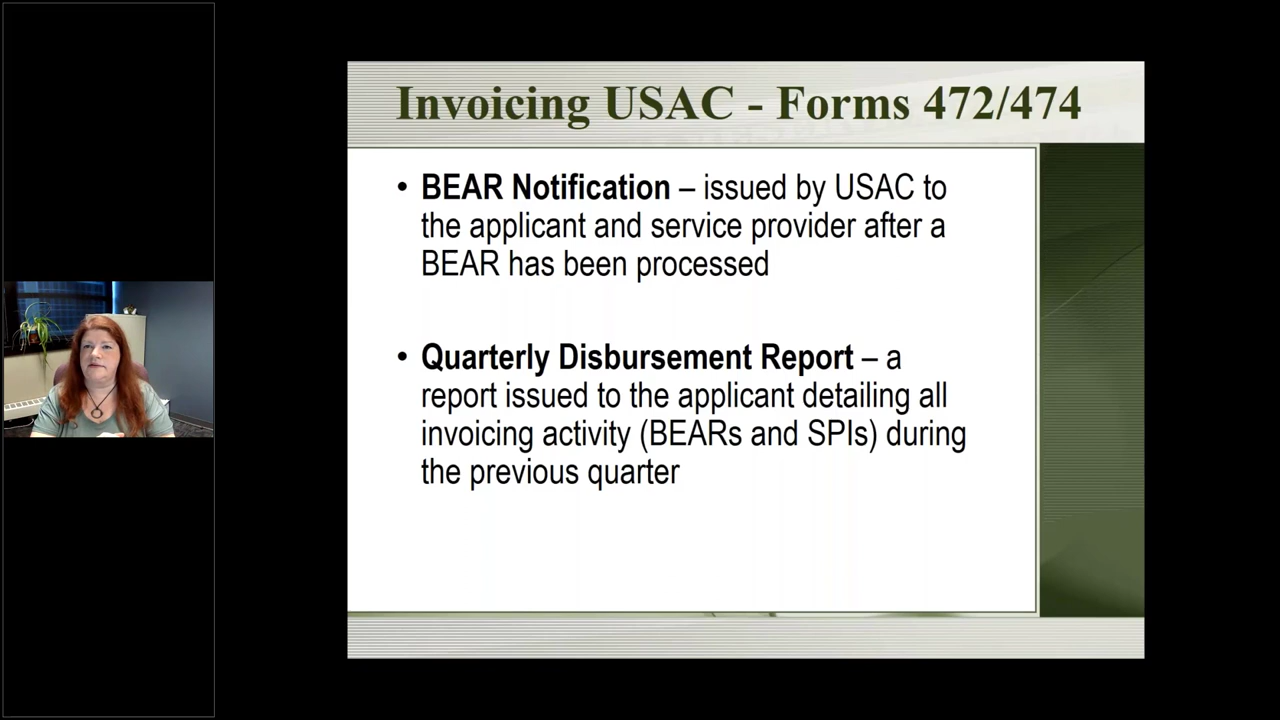 Invoicing USAC - Forms 472/474
• BEAR Notification – issued by USAC to
the applicant and service provider after a
BEAR has been processed
• Quarterly Disbursement Report – a
report issued to the applicant detailing all
invoicing activity (BEARs and SPIs) during
the previous quarter